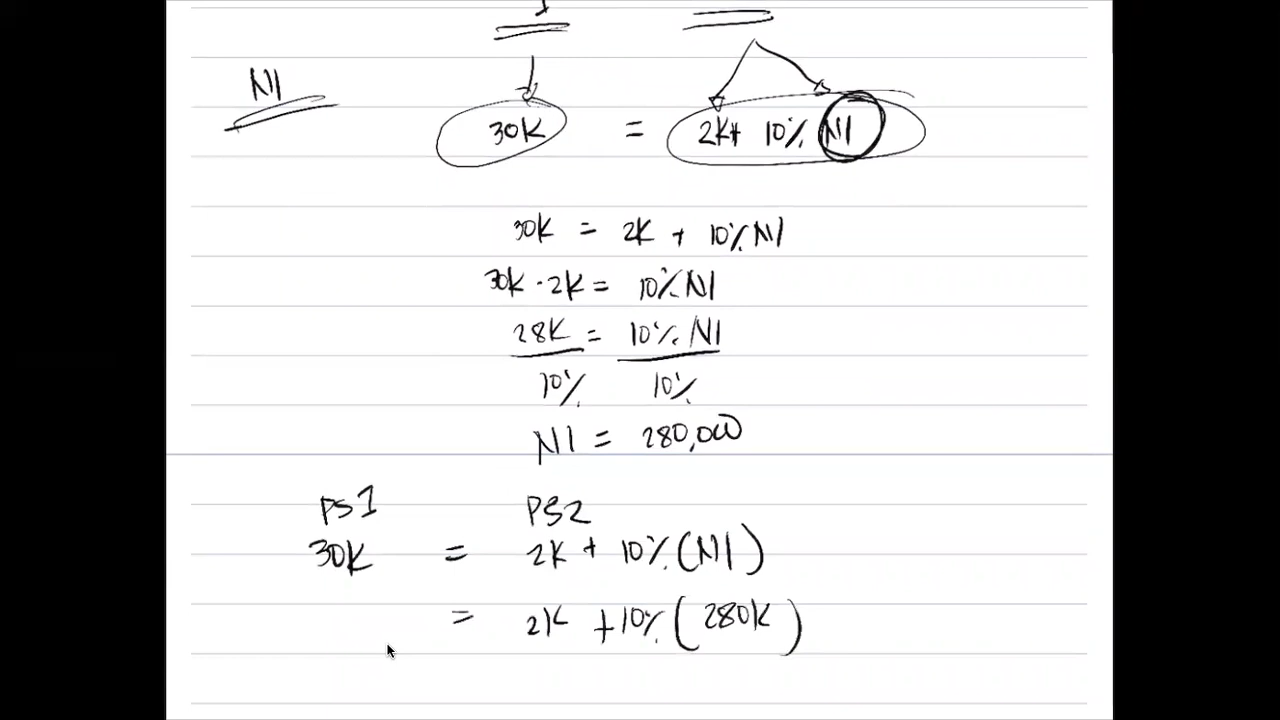 NI
30K = 2K+ 10% NI
30K = 2K + 10% NI
30K - 2K = 10% NI
28K = 10% NI
10% 10%
NI = 280,000
PS1 PS2
30K = 2K + 10% (NI)
= 2K + 10% (280K)